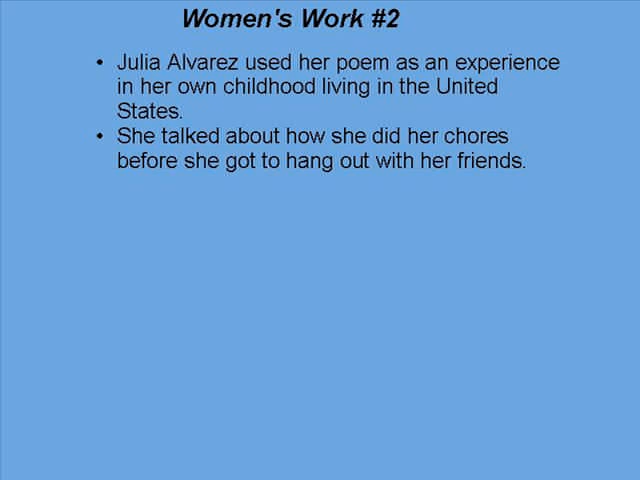 Women's Work #2
• Julia Alvarez used her poem as an experience
in her own childhood living in the United
States.
• She talked about how she did her chores
before she got to hang out with her friends.